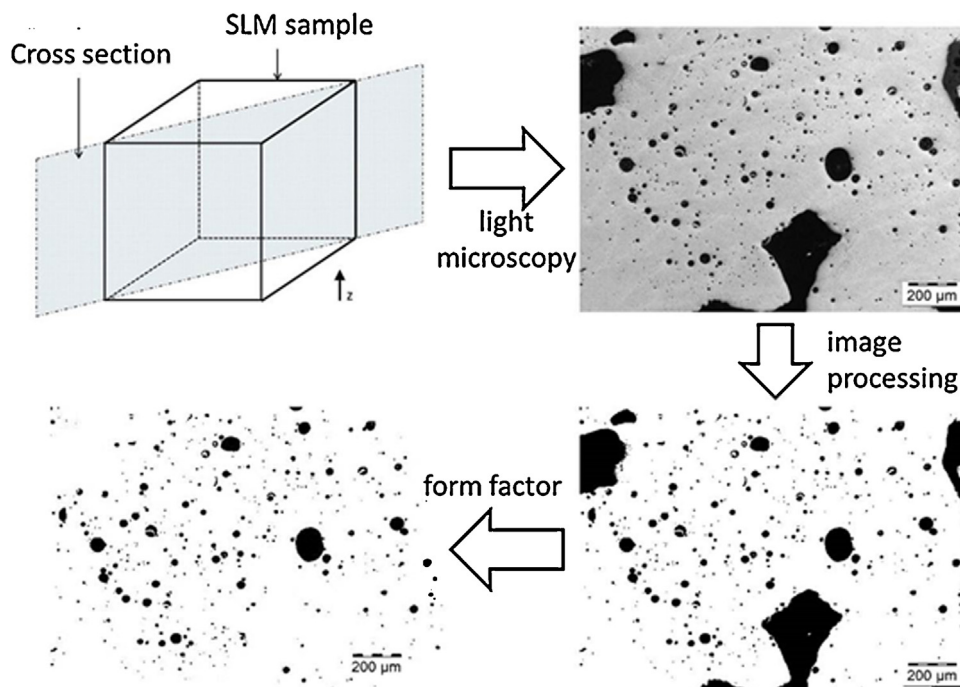 SLM sample
Cross section
z
light
microscopy
200 µm
image
processing
form factor
200 µm
200 µm